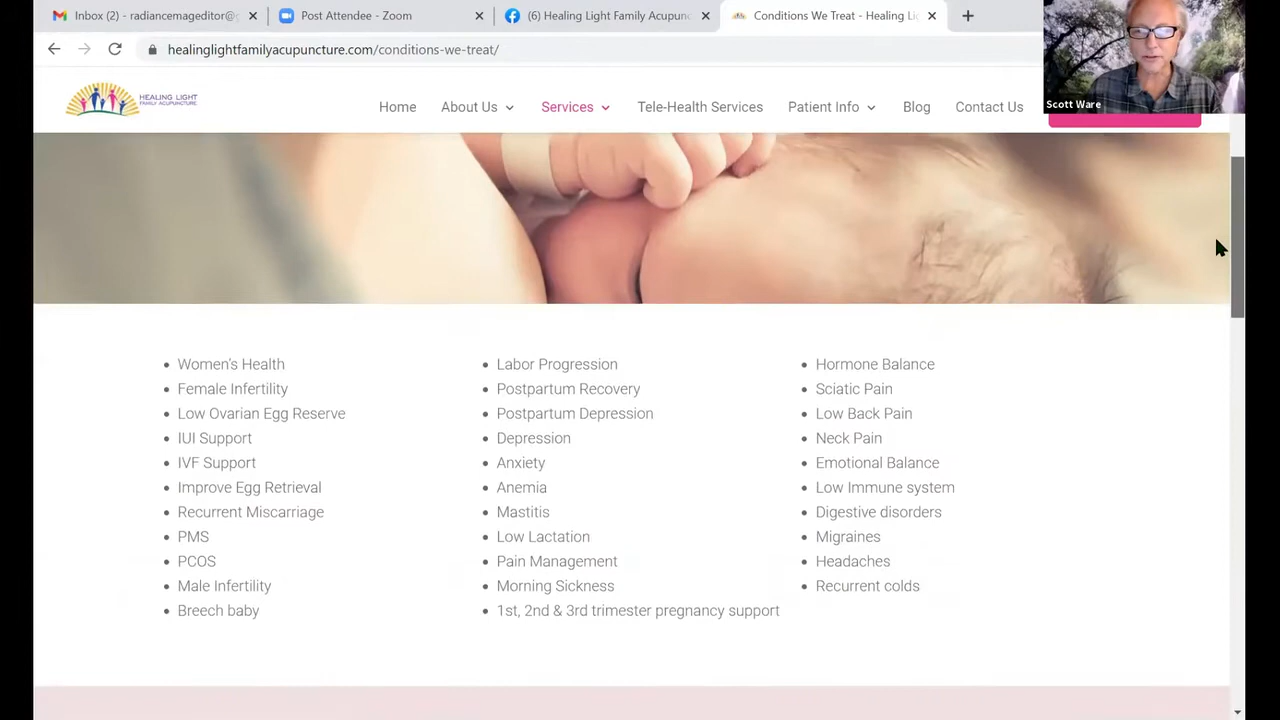 Inbox (2) - radiancemageditor@
Post Attendee - Zoom
(6) Healing Light Family Acupun
Conditions We Treat - Healing Li
healinglightfamilyacupuncture.com/conditions-we-treat/
HEALING LIGHT
FAMILY ACUPUNCTURE
Home
About Us
Services
Tele-Health Services
Patient Info
Blog
Contact Us
Scott Ware
• Women's Health
• Female Infertility
• Low Ovarian Egg Reserve
• IUI Support
• IVF Support
• Improve Egg Retrieval
• Recurrent Miscarriage
• PMS
• PCOS
• Male Infertility
• Breech baby
• Labor Progression
• Postpartum Recovery
• Postpartum Depression
• Depression
• Anxiety
• Anemia
• Mastitis
• Low Lactation
• Pain Management
• Morning Sickness
• 1st, 2nd & 3rd trimester pregnancy support
• Hormone Balance
• Sciatic Pain
• Low Back Pain
• Neck Pain
• Emotional Balance
• Low Immune system
• Digestive disorders
• Migraines
• Headaches
• Recurrent colds